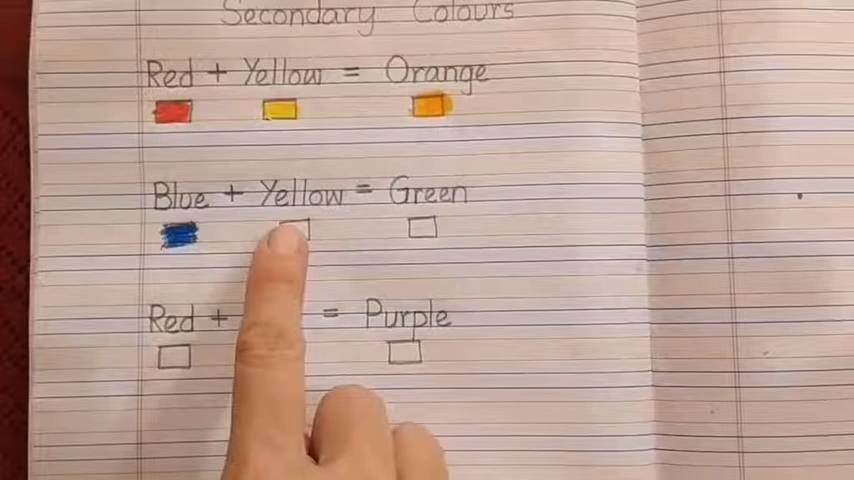 Secondary Colours
Red + Yellow = Orange
Blue + Yellow = Green
Red + = Purple